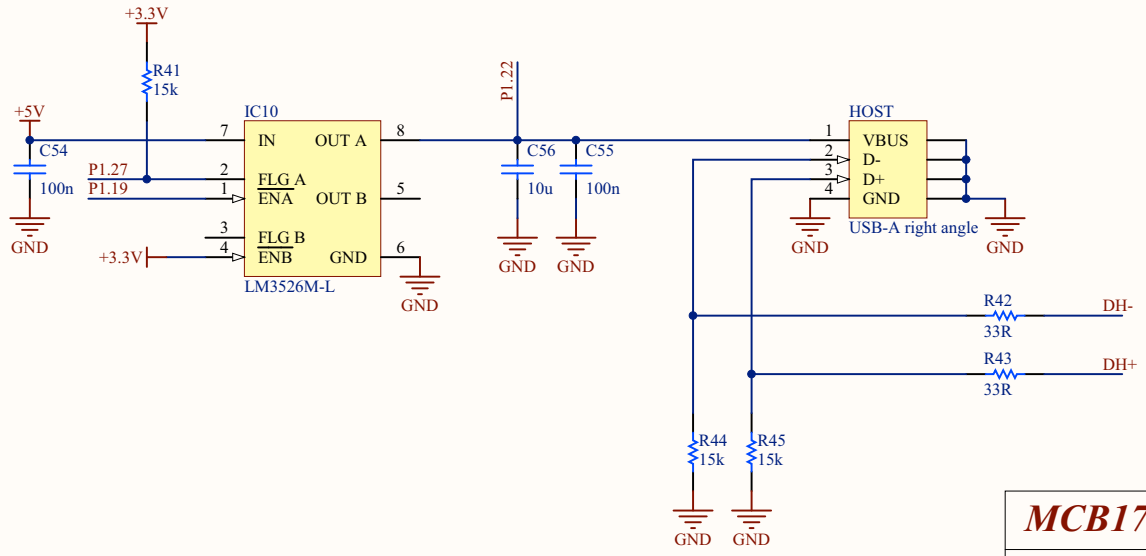 +3.3V
R41
15k
+5V
C54
100n
P1.27
P1.19
+3.3V
IC10
7 IN OUT A 8
2 FLG A
1 ENA OUT B 5
3 FLG B
4 ENB GND 6
LM3526M-L
GND
GND
P1.22
C56
10u
C55
100n
GND
GND
HOST
1 VBUS
2 D-
3 D+
4 GND
USB-A right angle
GND
GND
R42
33R
DH-
R43
33R
DH+
R44
15k
R45
15k
GND
GND
MCB17